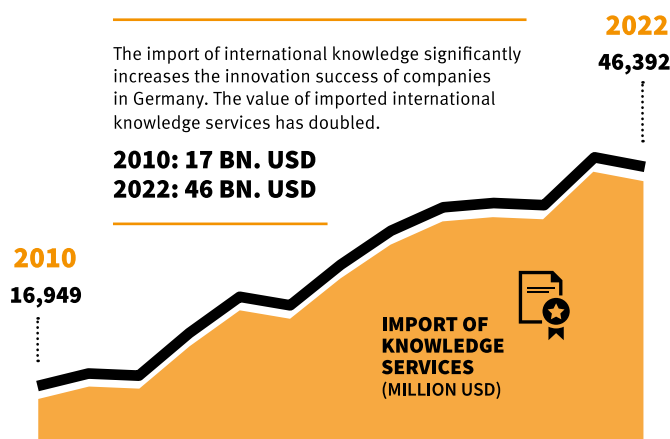 The import of international knowledge significantly
increases the innovation success of companies
in Germany. The value of imported international
knowledge services has doubled.
2010: 17 BN. USD
2022: 46 BN. USD
2022
46,392
2010
16,949
IMPORT OF
KNOWLEDGE
SERVICES
(MILLION USD)